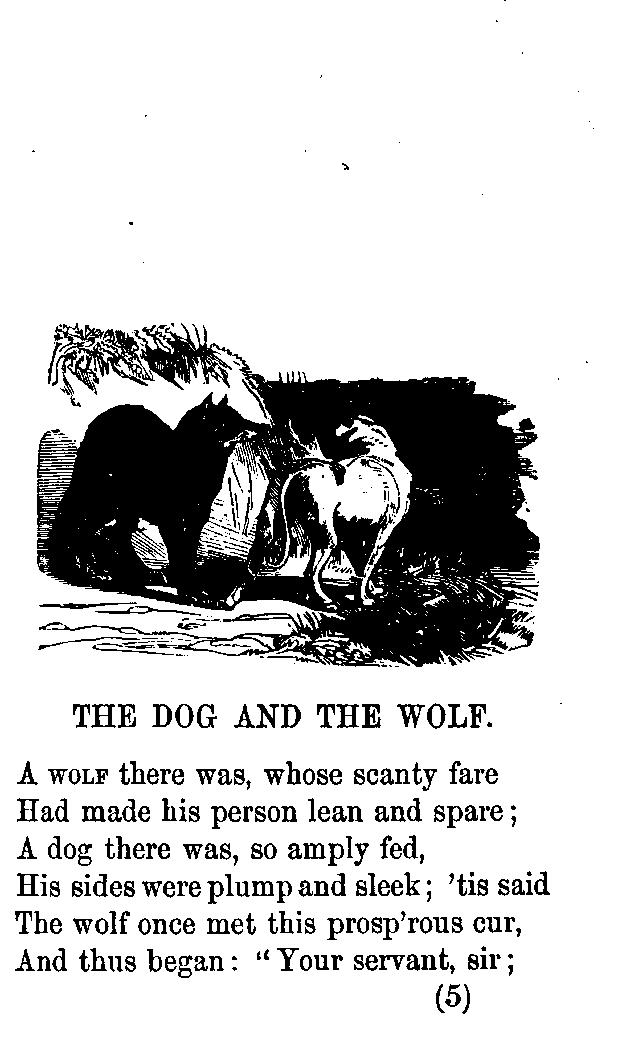 THE DOG AND THE WOLF.
A WOLF there was, whose scanty fare
Had made his person lean and spare;
A dog there was, so amply fed,
His sides were plump and sleek; 'tis said
The wolf once met this prosp'rous cur,
And thus began: "Your servant, sir;
(5)